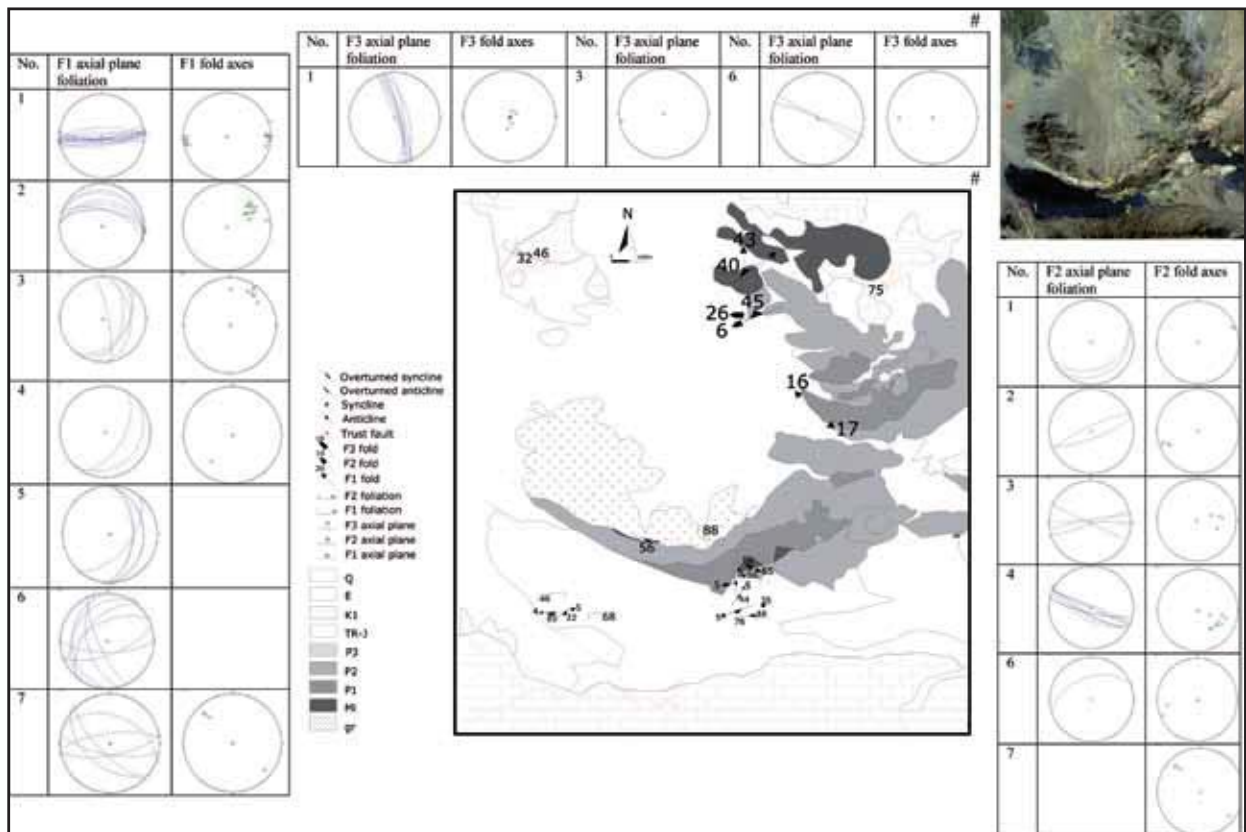 #
No. F1 axial plane foliation F1 fold axes
1
2
3
4
5
6
7
No. F3 axial plane foliation F3 fold axes No. F3 axial plane foliation No. F3 axial plane foliation F3 fold axes
1 3 6
#
N
43
32 46
40
75
45
26
6
16
17
88
56
46
68
Overturned syncline
Overturned anticline
Syncline
Anticline
Trust fault
F3 fold
F2 fold
F1 fold
F2 foliation
F1 foliation
F3 axial plane
F2 axial plane
F1 axial plane
Q
E
K1
TR-J
P3
P2
P1
Mi
gr
No. F2 axial plane foliation F2 fold axes
1
2
3
4
6
7